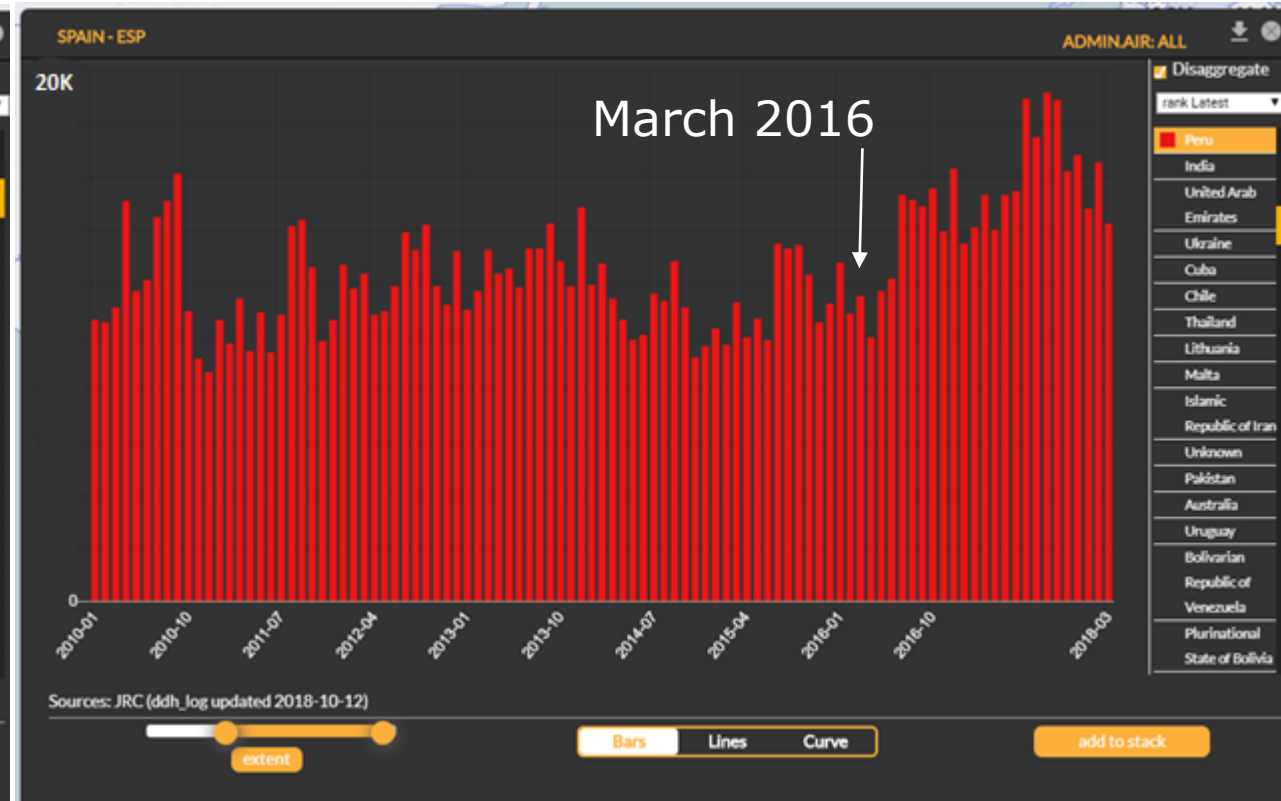 SPAIN - ESP
ADMIN.AIR: ALL
20K
March 2016
0
2010-01
2010-10
2011-07
2012-04
2013-01
2013-10
2014-07
2015-04
2016-01
2016-10
2018-03
Disaggregate
rank Latest
Peru
India
United Arab
Emirates
Ukraine
Cuba
Chile
Thailand
Lithuania
Malta
Islamic
Republic of Iran
Unknown
Pakistan
Australia
Uruguay
Bolivarian
Republic of
Venezuela
Plurinational
State of Bolivia
Sources: JRC (ddh_log updated 2018-10-12)
extent
Bars
Lines
Curve
add to stack